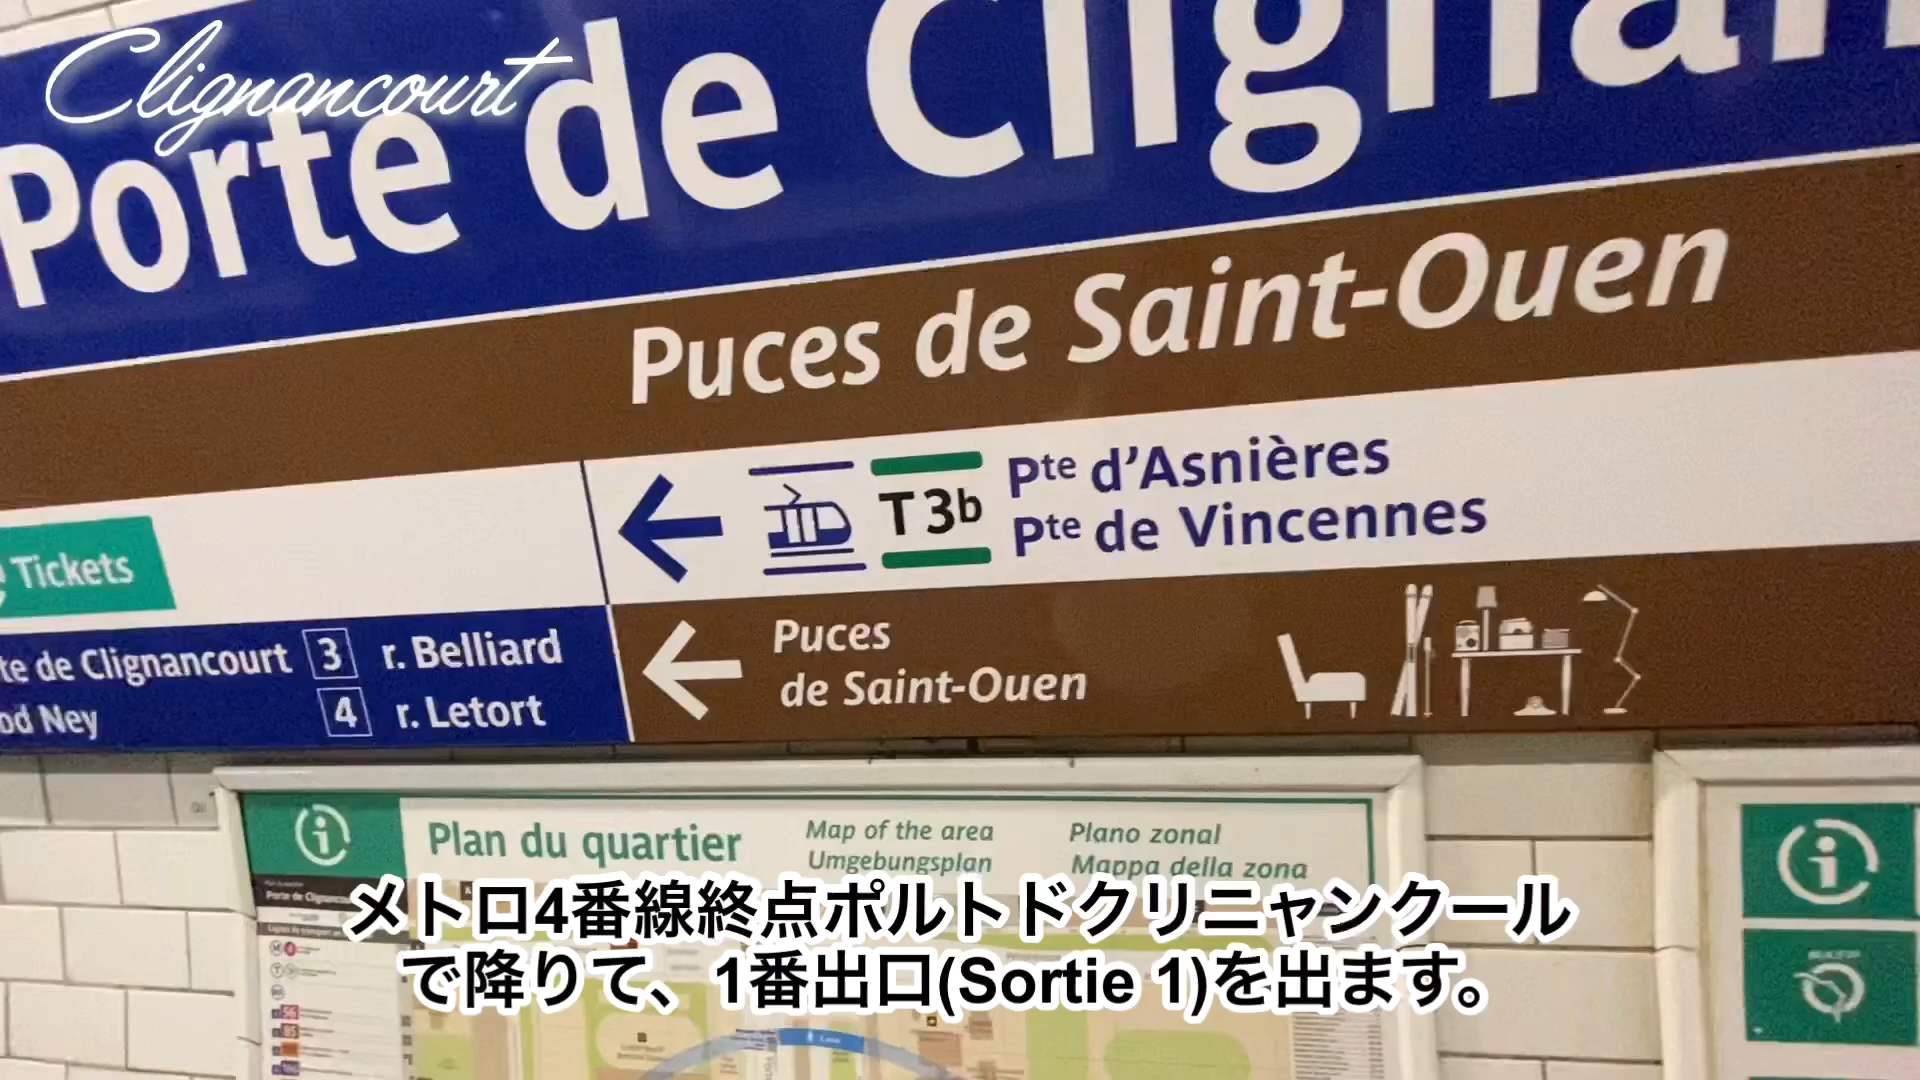 Clignancourt
Porte de Clignan
Puces de Saint-Ouen
T3b Pte d'Asnières
Pte de Vincennes
Tickets
te de Clignancourt 3 r. Belliard
od Ney 4 r. Letort
Puces
de Saint-Ouen
Plan du quartier
Map of the area
Umgebungsplan
Plano zonal
Mappa della zona
Porte de Clignancou
メトロ4番線終点ポルトドクリニャンクール
で降りて、1番出口(Sortie 1)を出ます。